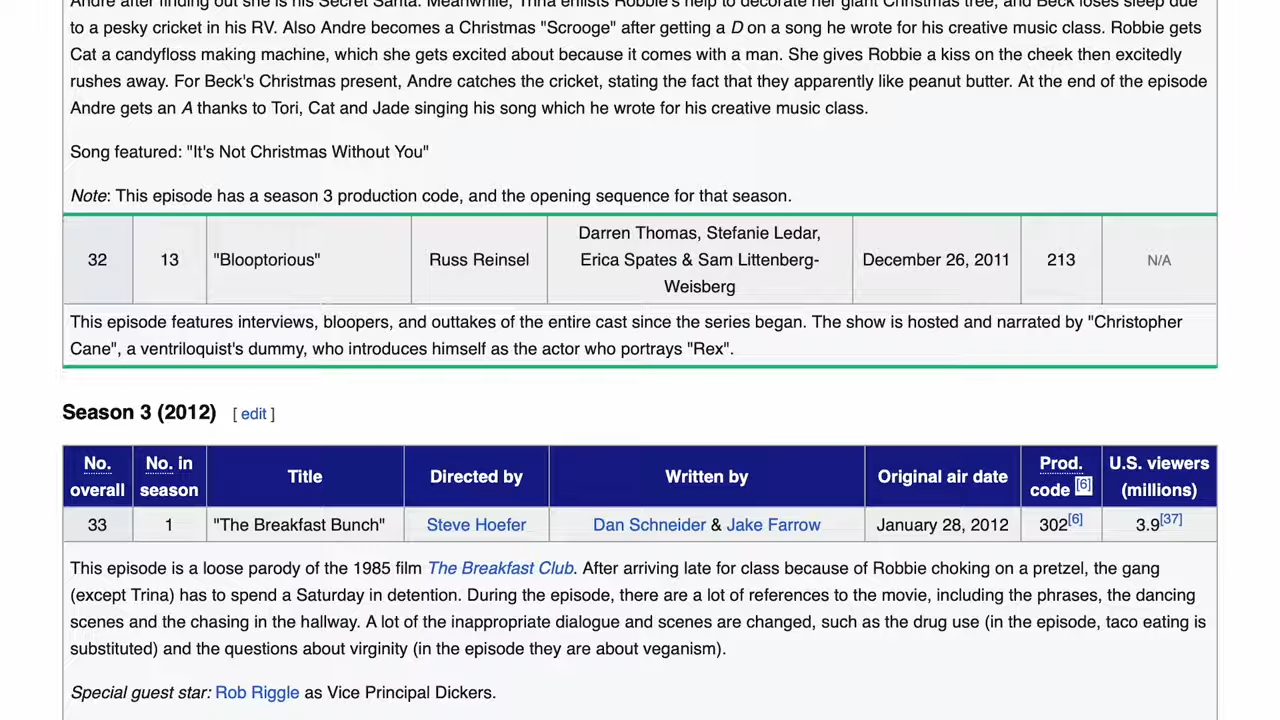 Andre after finding out she is his Secret Santa. Meanwhile, Trina enlists Robbie's help to decorate her giant Christmas tree, and Beck loses sleep due
to a pesky cricket in his RV. Also Andre becomes a Christmas "Scrooge" after getting a D on a song he wrote for his creative music class. Robbie gets
Cat a candyfloss making machine, which she gets excited about because it comes with a man. She gives Robbie a kiss on the cheek then excitedly
rushes away. For Beck's Christmas present, Andre catches the cricket, stating the fact that they apparently like peanut butter. At the end of the episode
Andre gets an A thanks to Tori, Cat and Jade singing his song which he wrote for his creative music class.
Song featured: "It's Not Christmas Without You"
Note: This episode has a season 3 production code, and the opening sequence for that season.
32 13 "Blooptorious" Russ Reinsel Darren Thomas, Stefanie Ledar, Erica Spates & Sam Littenberg-Weisberg December 26, 2011 213 N/A
This episode features interviews, bloopers, and outtakes of the entire cast since the series began. The show is hosted and narrated by "Christopher
Cane", a ventriloquist's dummy, who introduces himself as the actor who portrays "Rex".
Season 3 (2012) [ edit ]
No. overall No. in season Title Directed by Written by Original air date Prod. code [6] U.S. viewers (millions)
33 1 "The Breakfast Bunch" Steve Hoefer Dan Schneider & Jake Farrow January 28, 2012 302[6] 3.9[37]
This episode is a loose parody of the 1985 film The Breakfast Club. After arriving late for class because of Robbie choking on a pretzel, the gang
(except Trina) has to spend a Saturday in detention. During the episode, there are a lot of references to the movie, including the phrases, the dancing
scenes and the chasing in the hallway. A lot of the inappropriate dialogue and scenes are changed, such as the drug use (in the episode, taco eating is
substituted) and the questions about virginity (in the episode they are about veganism).
Special guest star: Rob Riggle as Vice Principal Dickers.